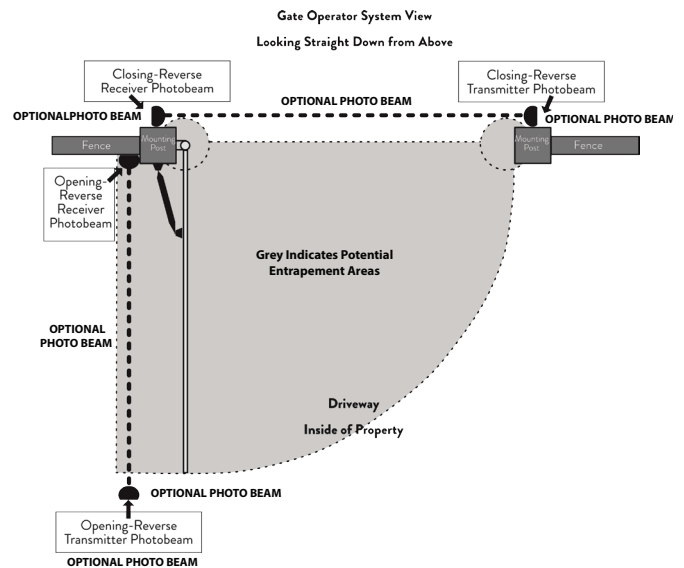 Gate Operator System View
Looking Straight Down from Above
Closing-Reverse
Receiver Photobeam
Closing-Reverse
Transmitter Photobeam
OPTIONAL PHOTO BEAM
OPTIONALPHOTO BEAM
OPTIONAL PHOTO BEAM
Fence
Mounting
Post
Mounting
Post
Fence
Opening-
Reverse
Receiver
Photobeam
Grey Indicates Potential
Entrapement Areas
OPTIONAL
PHOTO BEAM
Driveway
Inside of Property
OPTIONAL PHOTO BEAM
Opening-Reverse
Transmitter Photobeam
OPTIONAL PHOTO BEAM